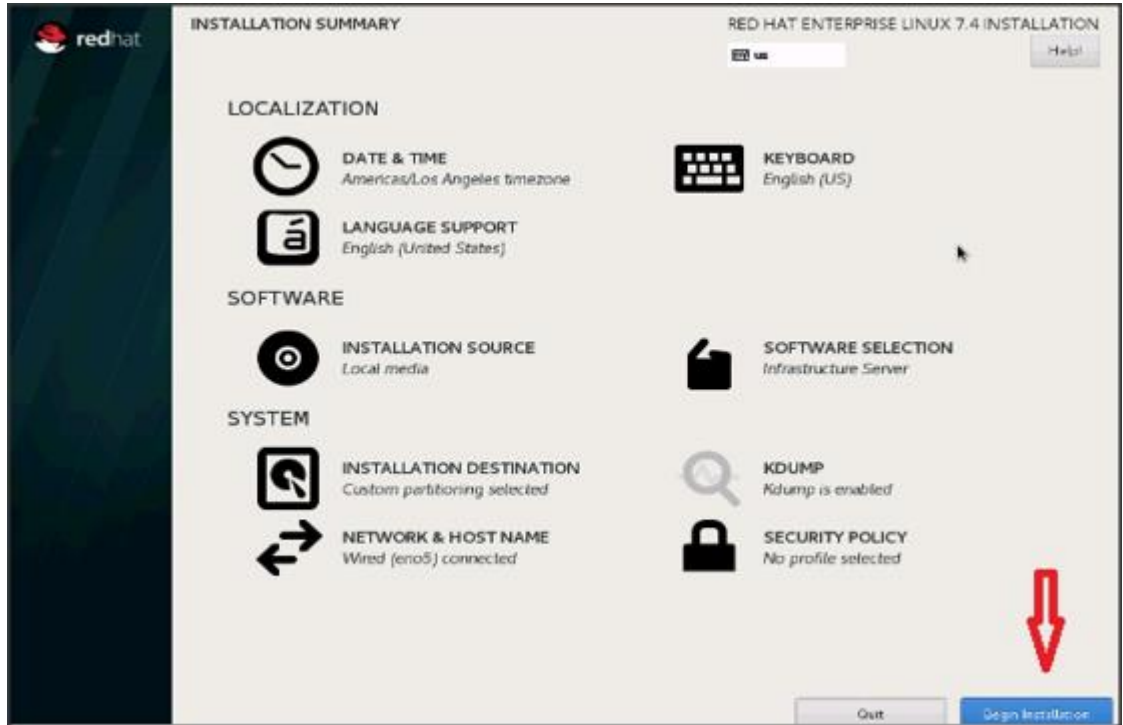 redhat
INSTALLATION SUMMARY
RED HAT ENTERPRISE LINUX 7.4 INSTALLATION
us
Help!
LOCALIZATION
DATE & TIME
Americas/Los Angeles timezone
KEYBOARD
English (US)
á
LANGUAGE SUPPORT
English (United States)
SOFTWARE
INSTALLATION SOURCE
Local media
SOFTWARE SELECTION
Infrastructure Server
SYSTEM
INSTALLATION DESTINATION
Custom partitioning selected
KDUMP
Kdump is enabled
NETWORK & HOST NAME
Wired (eno5) connected
SECURITY POLICY
No profile selected
Quit
Begin Installation